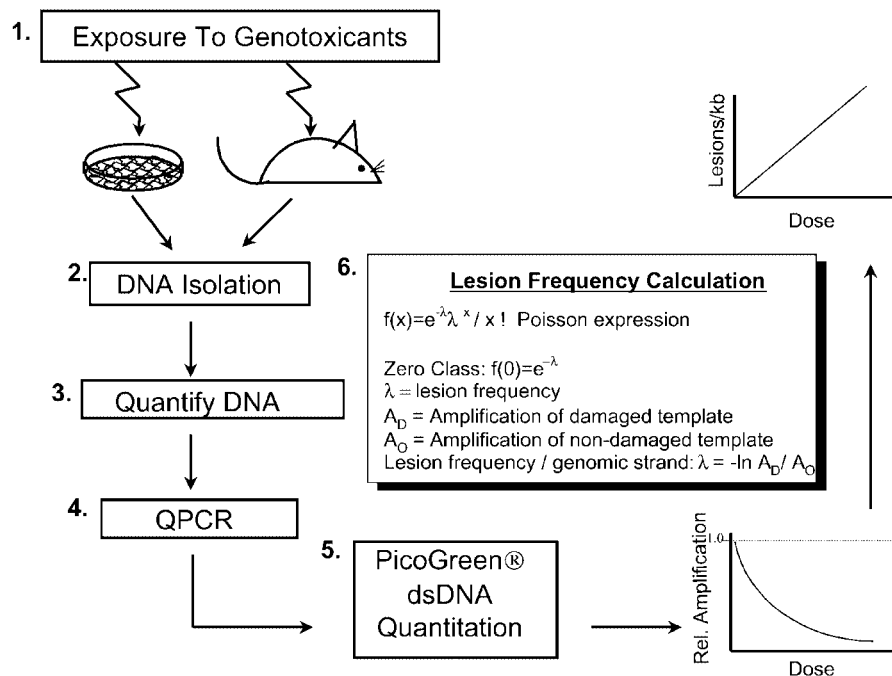 1. Exposure To Genotoxicants
2. DNA Isolation
3. Quantify DNA
4. QPCR
5. PicoGreen®
dsDNA
Quantitation
6. Lesion Frequency Calculation
f(x)=e^-λ λ^x / x ! Poisson expression
Zero Class: f(0)=e^-λ
λ = lesion frequency
A_D = Amplification of damaged template
A_O = Amplification of non-damaged template
Lesion frequency / genomic strand: λ = -ln A_D/ A_O
Rel. Amplification
1.0
Dose
Lesions/kb
Dose